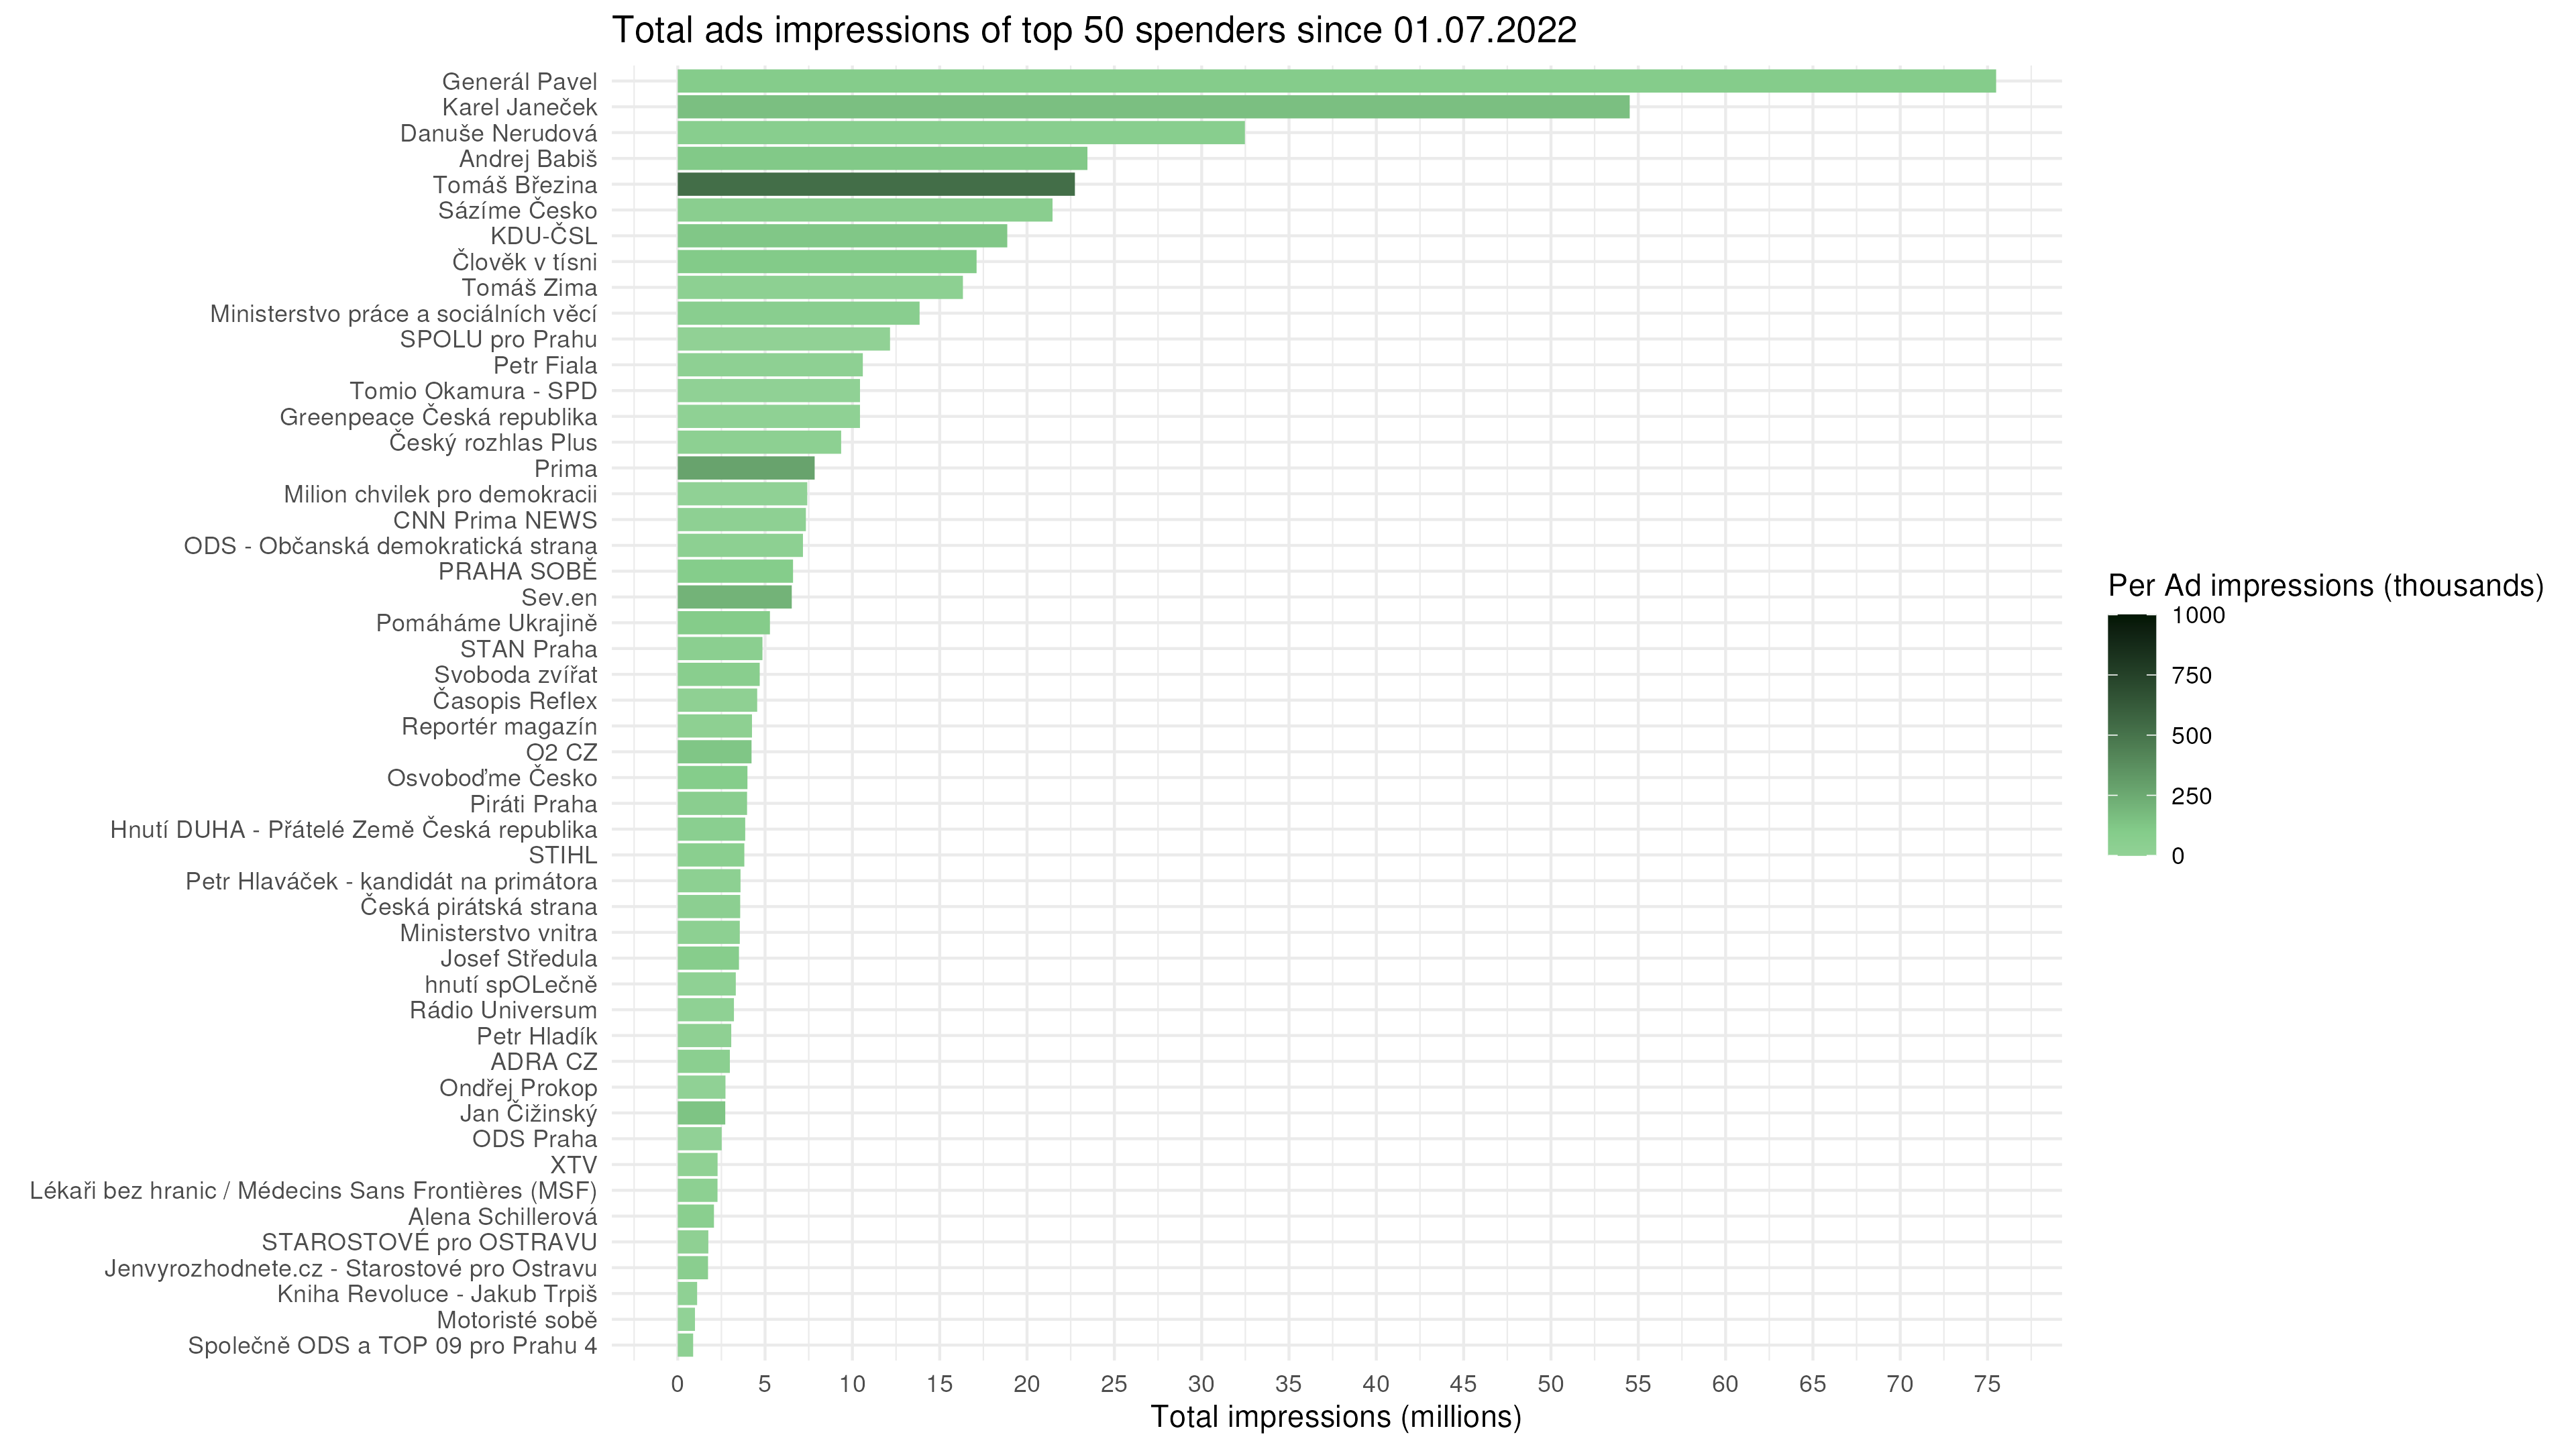 Total ads impressions of top 50 spenders since 01.07.2022
Generál Pavel
Karel Janeček
Danuše Nerudová
Andrej Babiš
Tomáš Březina
Sázíme Česko
KDU-ČSL
Člověk v tísni
Tomáš Zima
Ministerstvo práce a sociálních věcí
SPOLU pro Prahu
Petr Fiala
Tomio Okamura - SPD
Greenpeace Česká republika
Český rozhlas Plus
Prima
Milion chvilek pro demokracii
CNN Prima NEWS
ODS - Občanská demokratická strana
PRAHA SOBĚ
Sev.en
Pomáháme Ukrajině
STAN Praha
Svoboda zvířat
Časopis Reflex
Reportér magazín
O2 CZ
Osvoboďme Česko
Piráti Praha
Hnutí DUHA - Přátelé Země Česká republika
STIHL
Petr Hlaváček - kandidát na primátora
Česká pirátská strana
Ministerstvo vnitra
Josef Středula
hnutí spOLečně
Rádio Universum
Petr Hladík
ADRA CZ
Ondřej Prokop
Jan Čižinský
ODS Praha
XTV
Lékaři bez hranic / Médecins Sans Frontières (MSF)
Alena Schillerová
STAROSTOVÉ pro OSTRAVU
Jenvyrozhodnete.cz - Starostové pro Ostravu
Kniha Revoluce - Jakub Trpiš
Motoristé sobě
Společně ODS a TOP 09 pro Prahu 4
0 5 10 15 20 25 30 35 40 45 50 55 60 65 70 75
Total impressions (millions)
Per Ad impressions (thousands)
1000
750
500
250
0